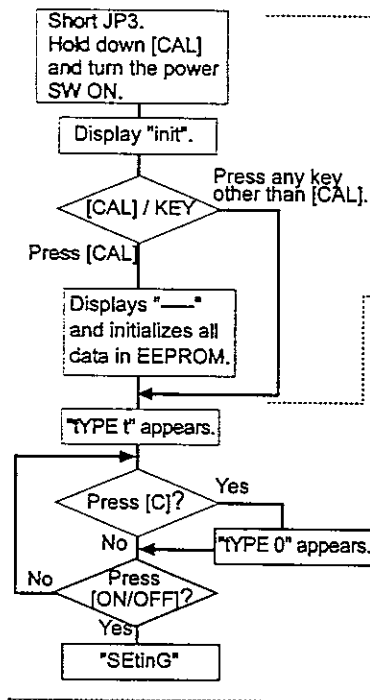 Short JP3.
Hold down [CAL]
and turn the power
SW ON.
Display "init".
Press any key
other than [CAL].
[CAL] / KEY
Press [CAL]
Displays "——"
and initializes all
data in EEPROM.
"tYPE t" appears.
Press [C]?
Yes
No
"tYPE 0" appears.
No
Press
[ON/OFF]?
Yes
"SEtinG"